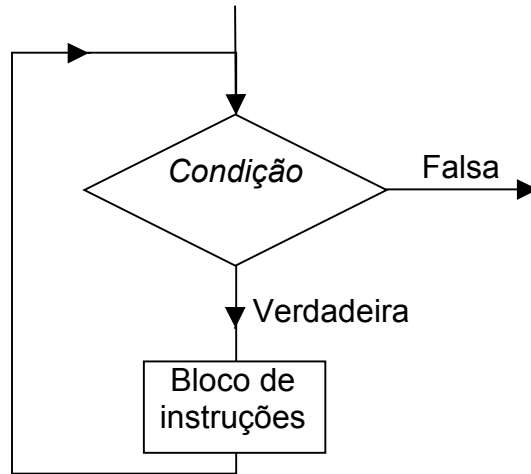 Condição
Falsa
Verdadeira
Bloco de
instruções